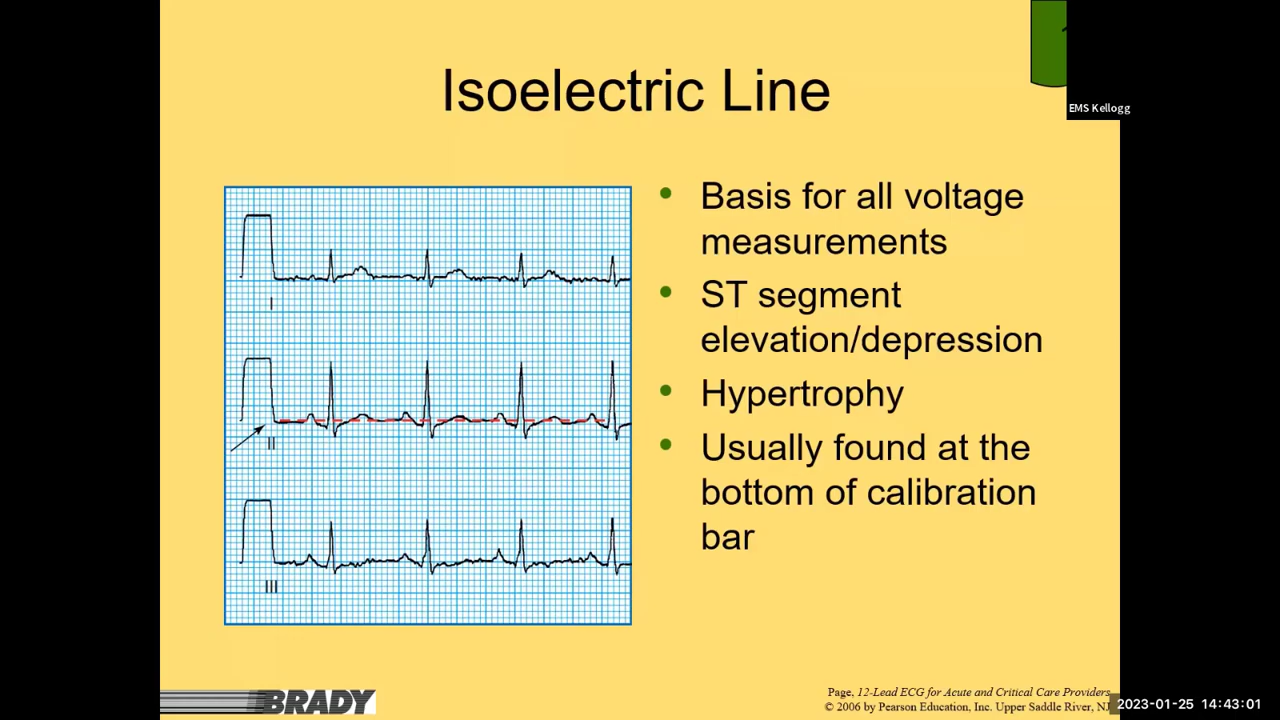 Isoelectric Line
EMS Kellogg
• Basis for all voltage
measurements
• ST segment
elevation/depression
• Hypertrophy
• Usually found at the
bottom of calibration
bar
I
II
III
BRADY
Page, 12-Lead ECG for Acute and Critical Care Providers
© 2006 by Pearson Education, Inc. Upper Saddle River, NJ
2023-01-25 14:43:01